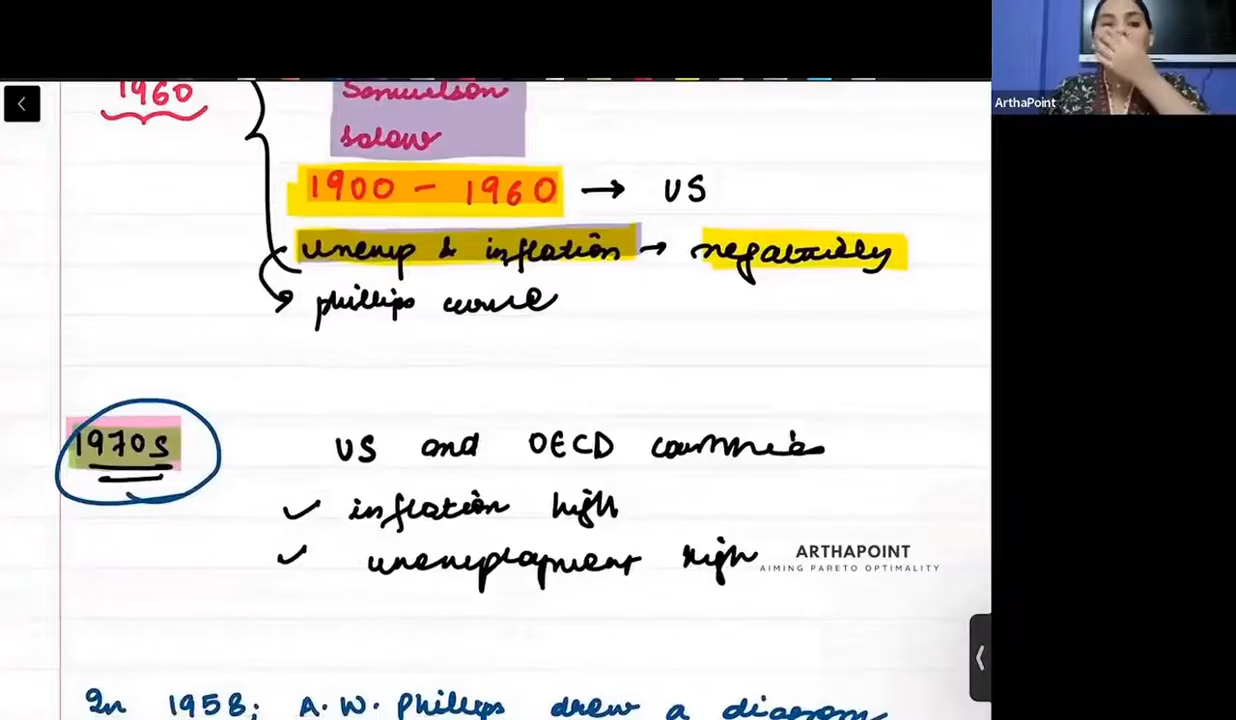 1960
Samuelson
Solow
1900 - 1960 → US
unemp & inflation → negatively
phillips curve
1970s
US and OECD countries
✓ inflation high
✓ unemployment high
ARTHAPOINT
AIMING PARETO OPTIMALITY
In 1958; A.W. Phillips drew a diagram
ArthaPoint